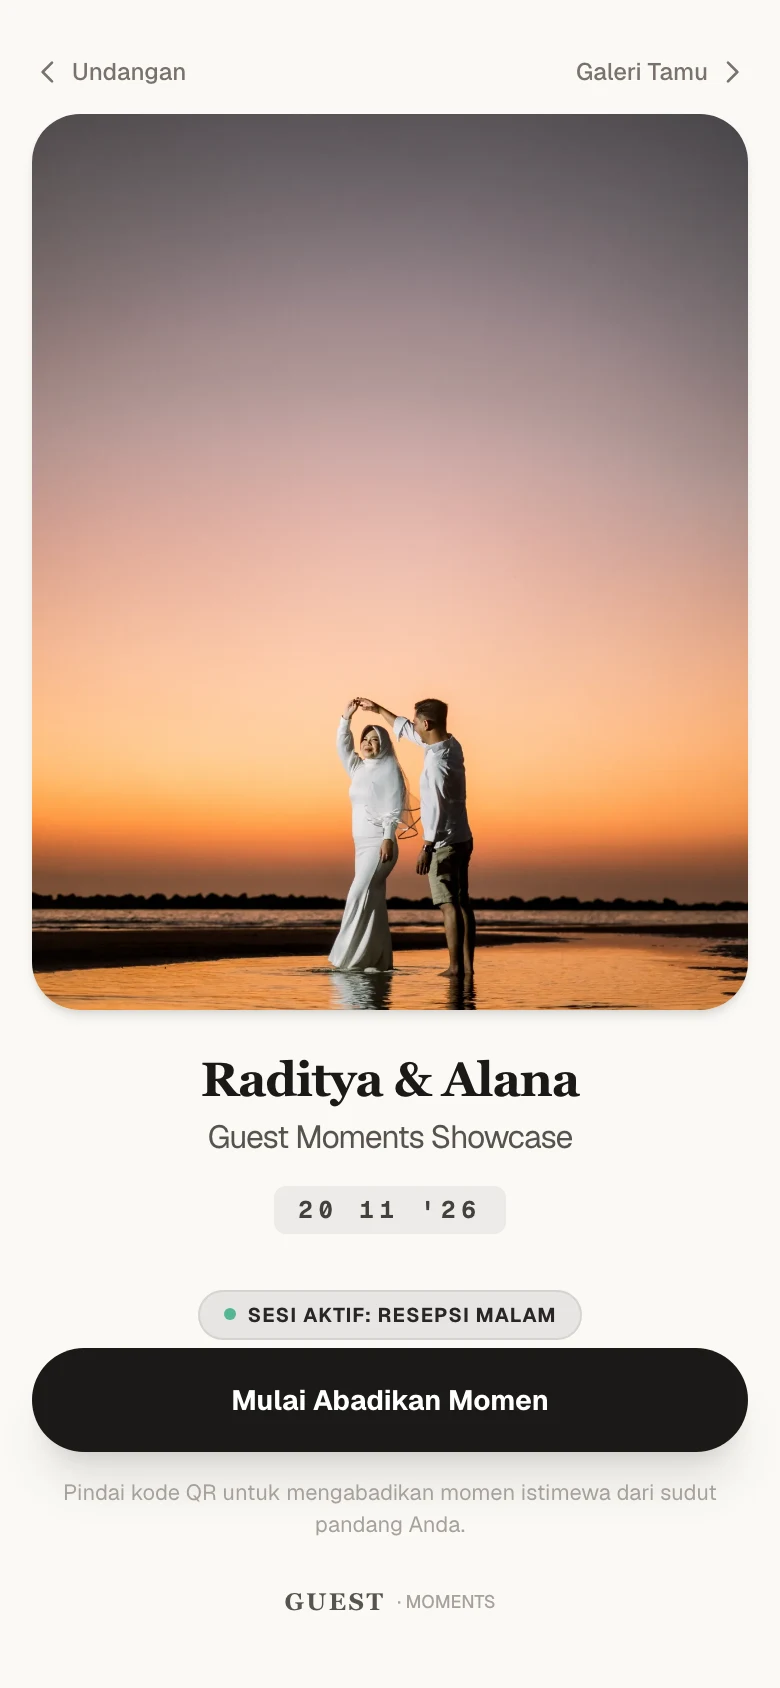 Undangan
Galeri Tamu
Raditya & Alana
Guest Moments Showcase
20 11 '26
SESI AKTIF: RESEPSI MALAM
Mulai Abadikan Momen
Pindai kode QR untuk mengabadikan momen istimewa dari sudut
pandang Anda.
GUEST · MOMENTS